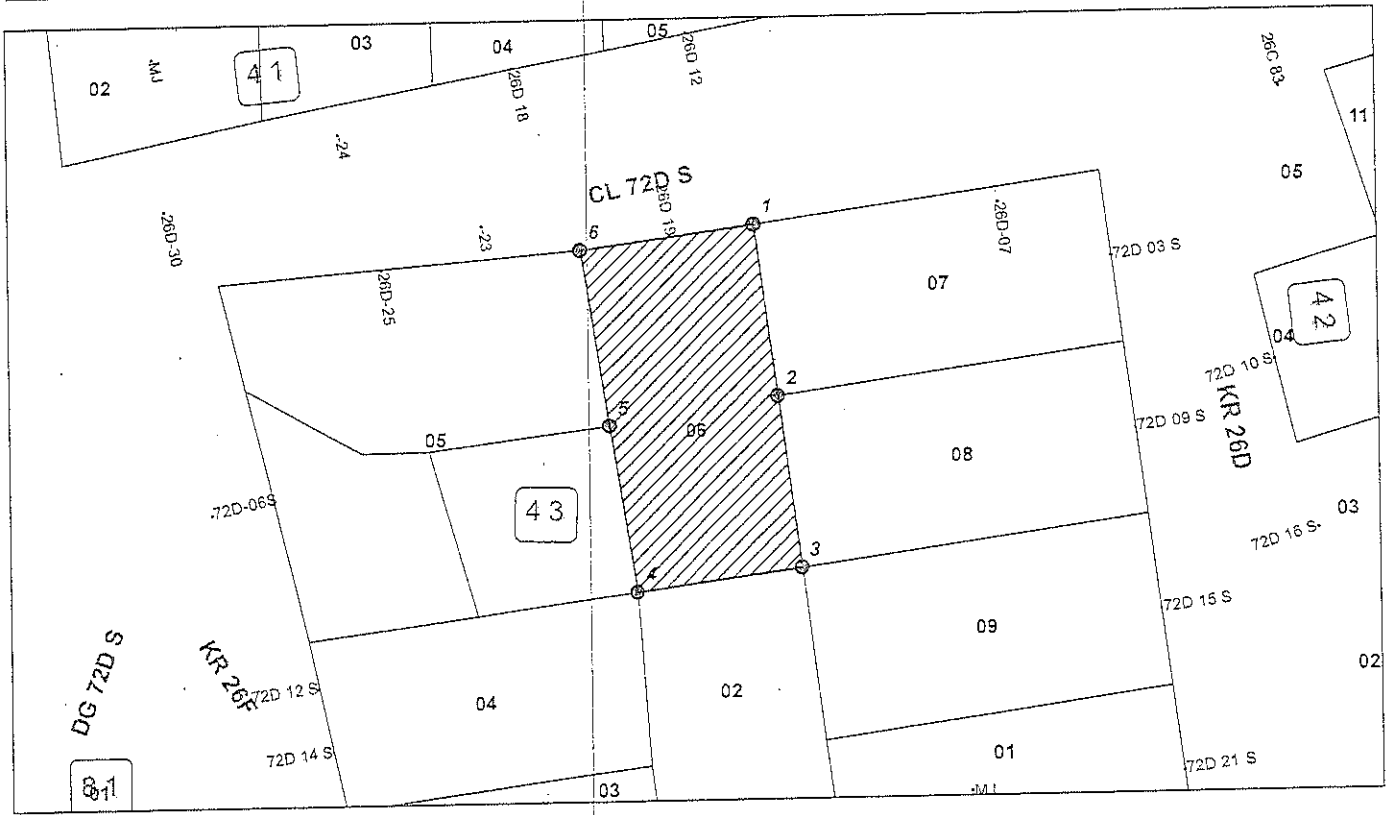 03
04
05
02
·MJ
41
26D 18
26D 12
26C 83·
11
·-24
05
CL 72D S
26D 19
1
·26D-30
·-23
6
·26D-07
·72D 03 S
26D-25
07
42
04
72D 10 S
2
KR 26D
·72D 09 S
5
06
05
08
·72D-06S
43
03
72D 16 S·
3
4
·72D 15 S
09
DG 72D S
KR 26F
02
·72D 12 S
02
04
72D 14 S
01
·72D 21 S
81
01
03
·MJ